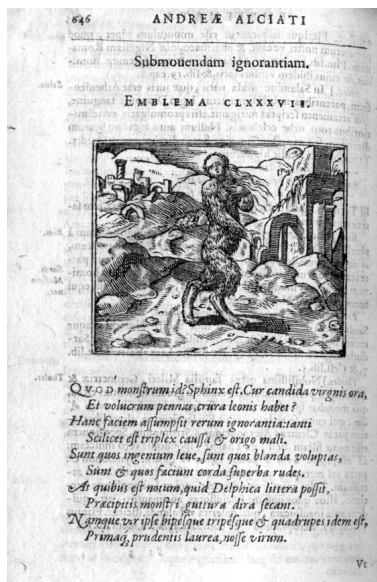 646 ANDREÆ ALCIATI
Submouendam ignorantiam.
EMBLEMA CLXXXVII.
QVOD monſtrum id? Sphinx eſt. Cur candida virgnis ora,
Et volucrum pennas, crura leonis habet?
Hanc faciem aſſumpſit rerum ignorantia: tanti
Scilicet eſt triplex cauſſa & origo mali.
Sunt quos ingenium leue, ſunt quos blanda voluptas,
Sunt & quos faciunt corda ſuperba rudes.
At quibus eſt notum, quid Delphica littera poſſit,
Præcipitis monſtri guttura dira ſecant.
Namque vir ipſe bipeſque tripeſque & quadrupes idem eſt,
Primaq; prudentis laurea, noſſe virum.
Vt